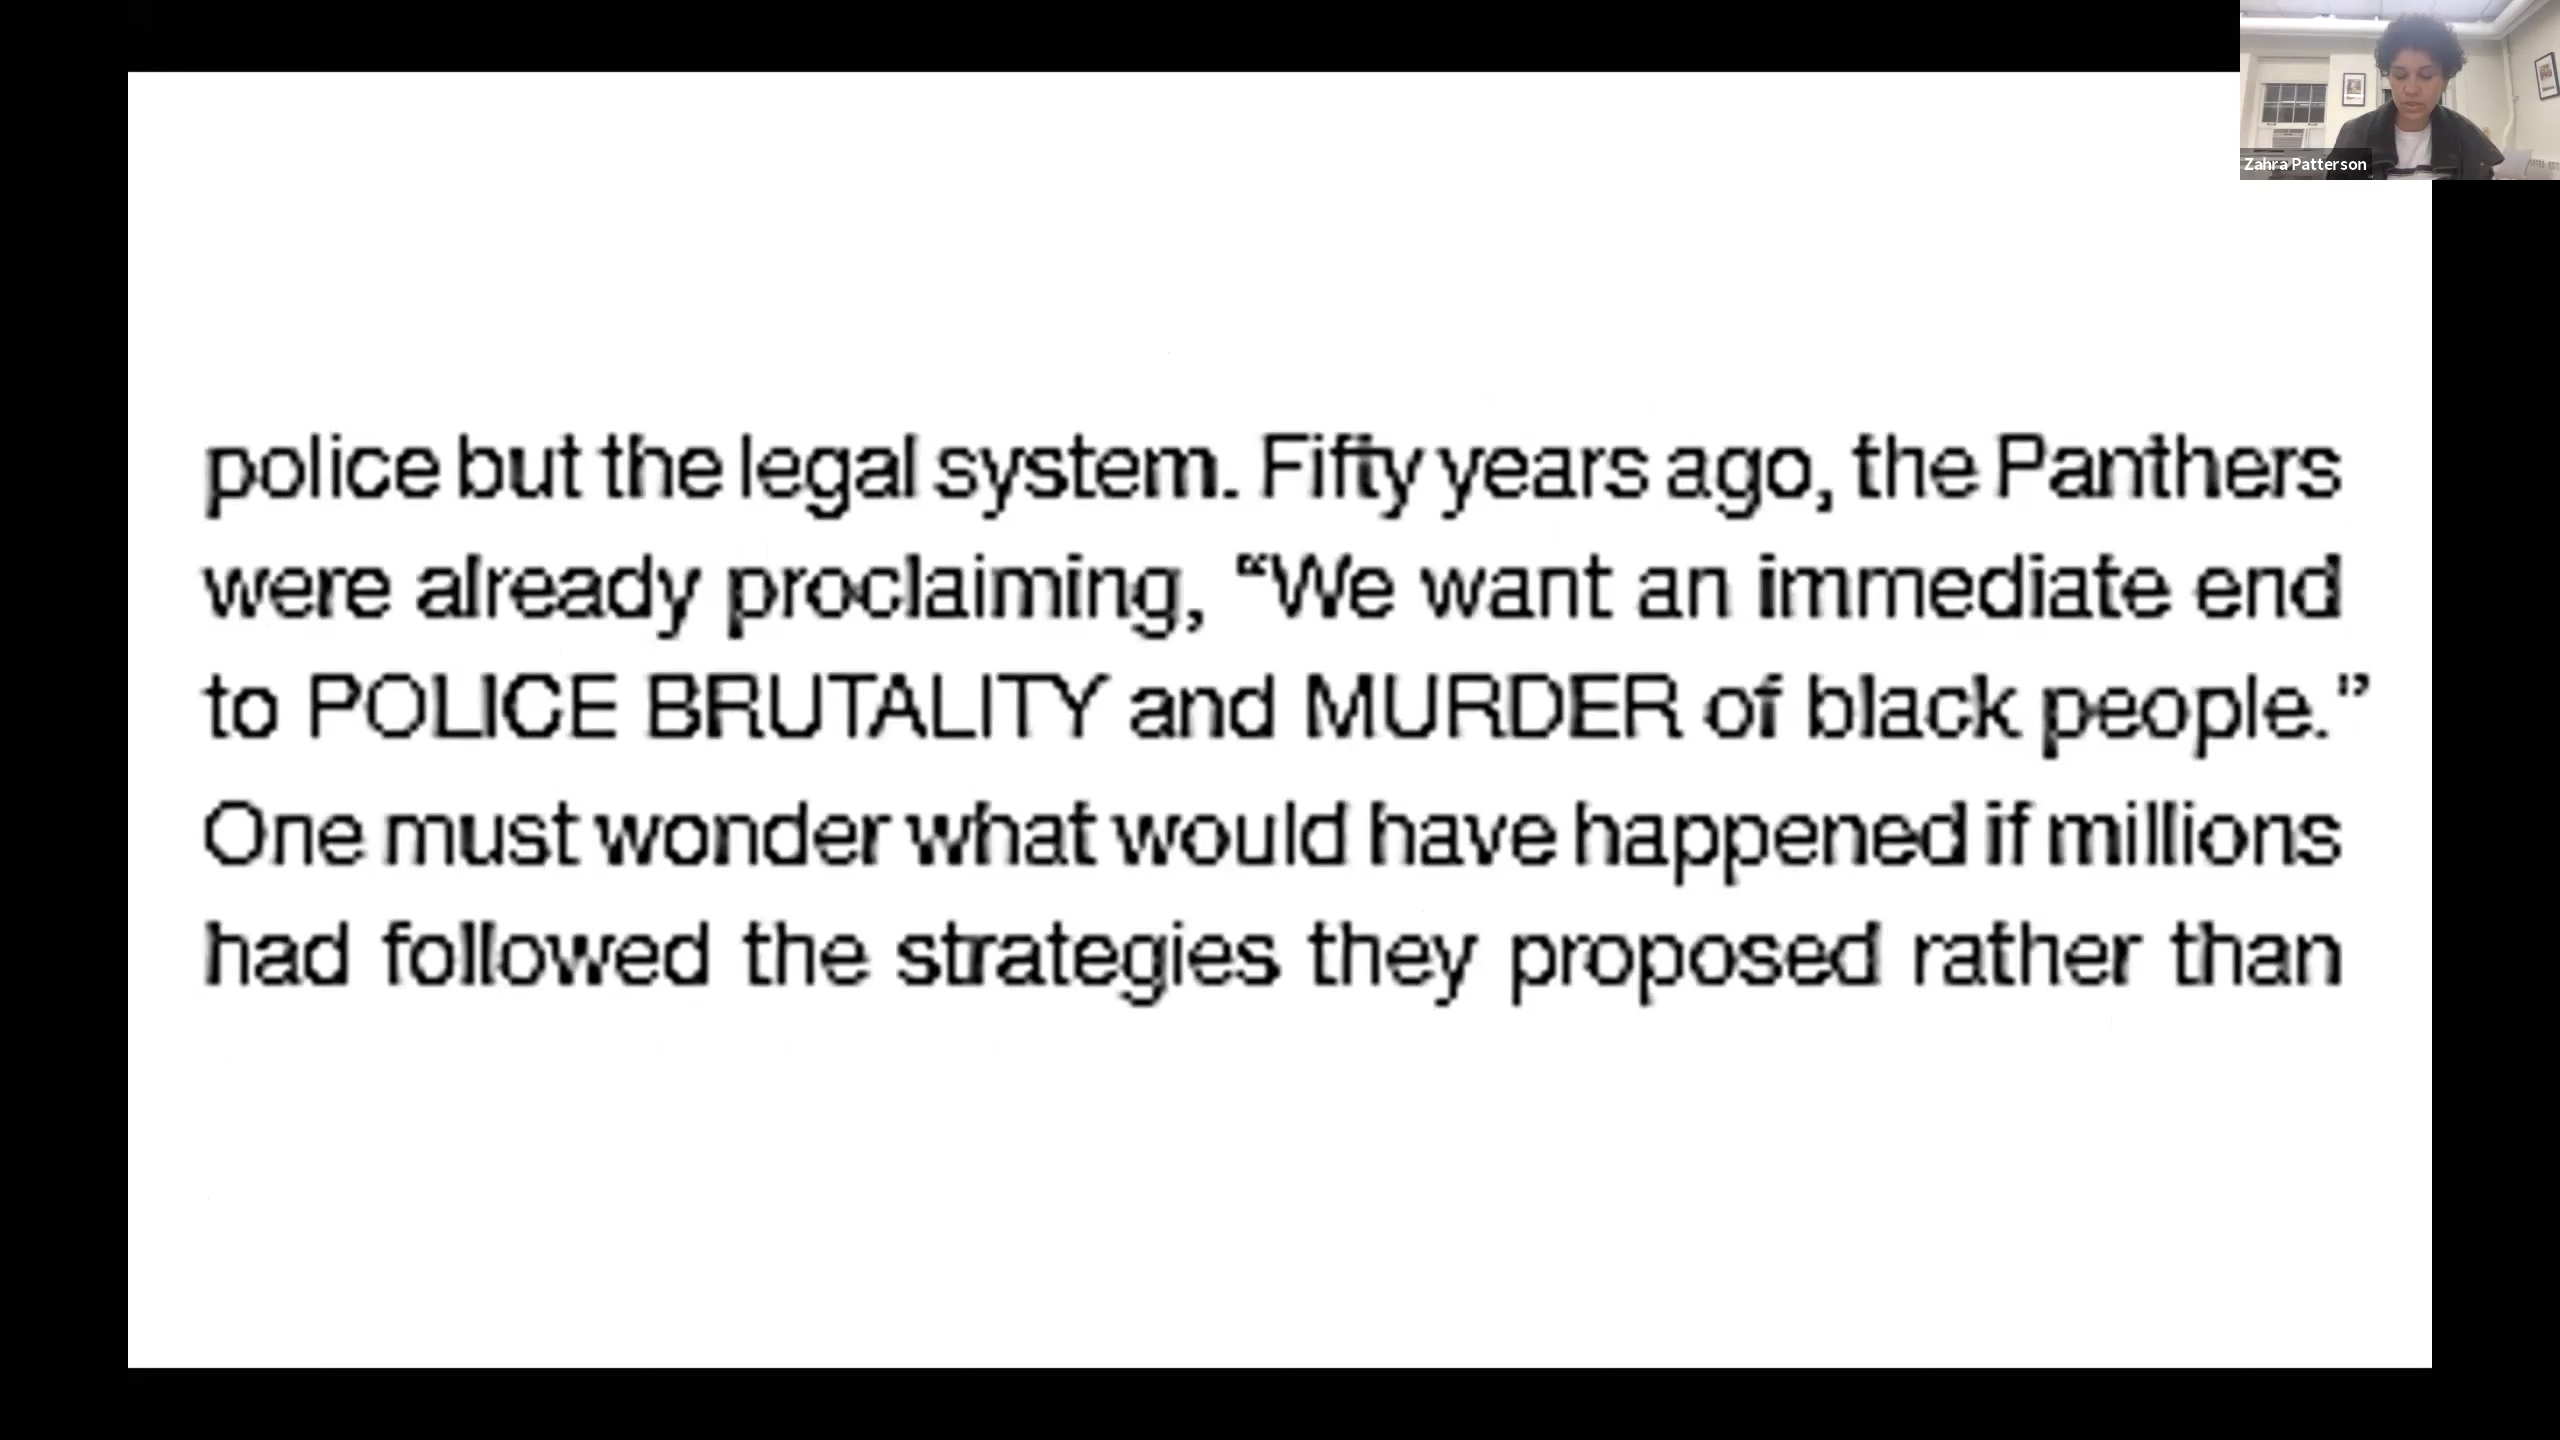 Zahra Patterson
police but the legal system. Fifty years ago, the Panthers
were already proclaiming, “We want an immediate end
to POLICE BRUTALITY and MURDER of black people.”
One must wonder what would have happened if millions
had followed the strategies they proposed rather than